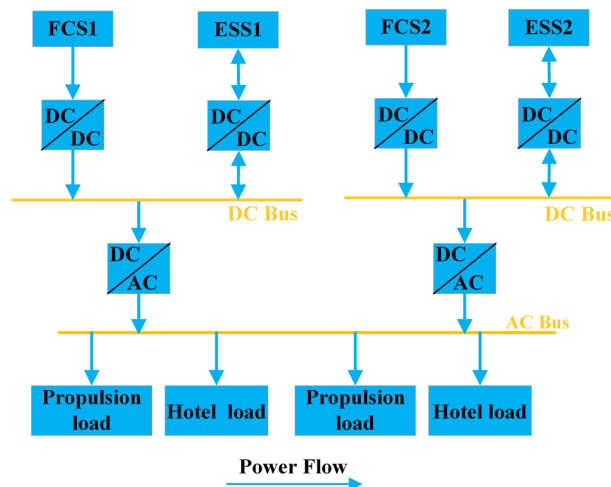 FCS1
ESS1
FCS2
ESS2
DC
DC
DC
DC
DC
DC
DC
DC
DC Bus
DC Bus
DC
AC
DC
AC
AC Bus
Propulsion
load
Hotel load
Propulsion
load
Hotel load
Power Flow